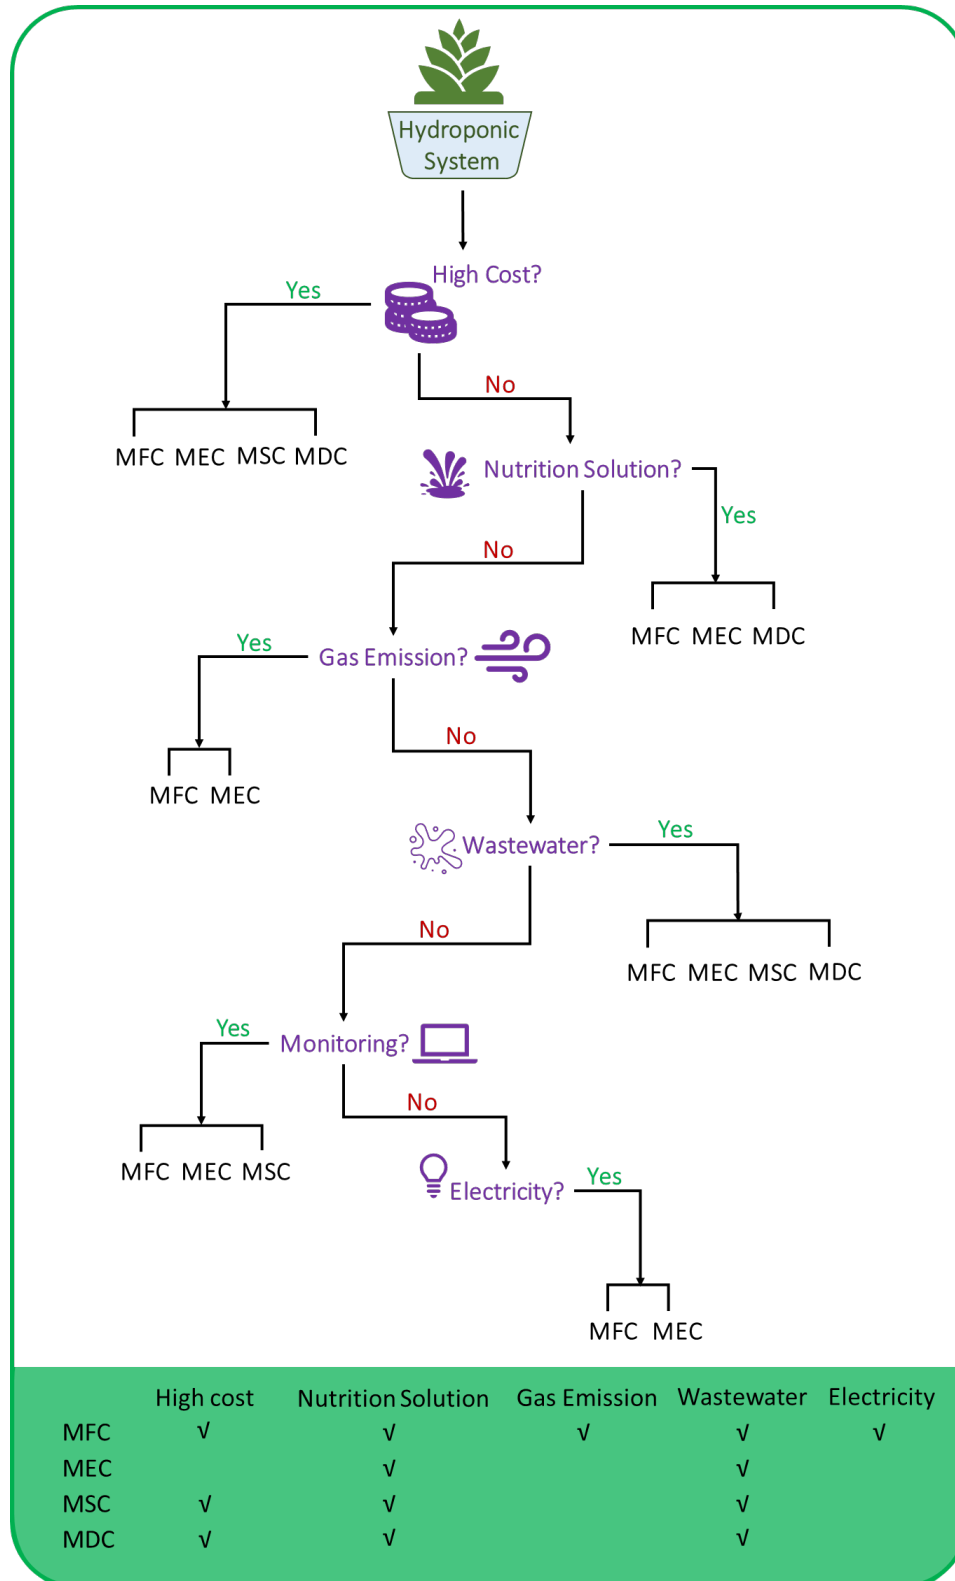 Hydroponic
System
High Cost?
Yes
No
MFC MEC MSC MDC
Nutrition Solution?
Yes
No
MFC MEC MDC
Yes
Gas Emission?
No
MFC MEC
Wastewater?
Yes
No
MFC MEC MSC MDC
Yes
Monitoring?
No
MFC MEC MSC
Electricity?
Yes
MFC MEC
High cost Nutrition Solution Gas Emission Wastewater Electricity
MFC √ √ √ √ √
MEC √ √
MSC √ √ √
MDC √ √ √